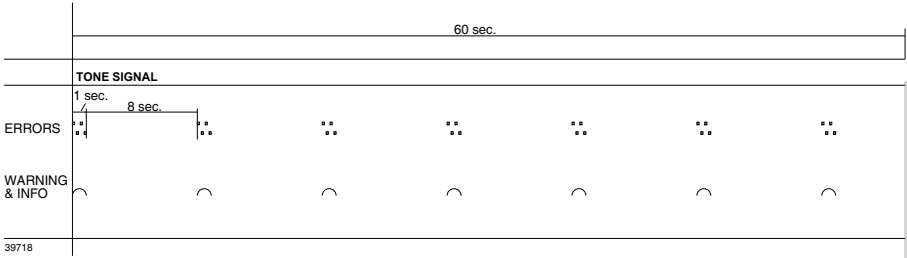 60 sec.
TONE SIGNAL
1 sec.
8 sec.
ERRORS
WARNING
& INFO
39718